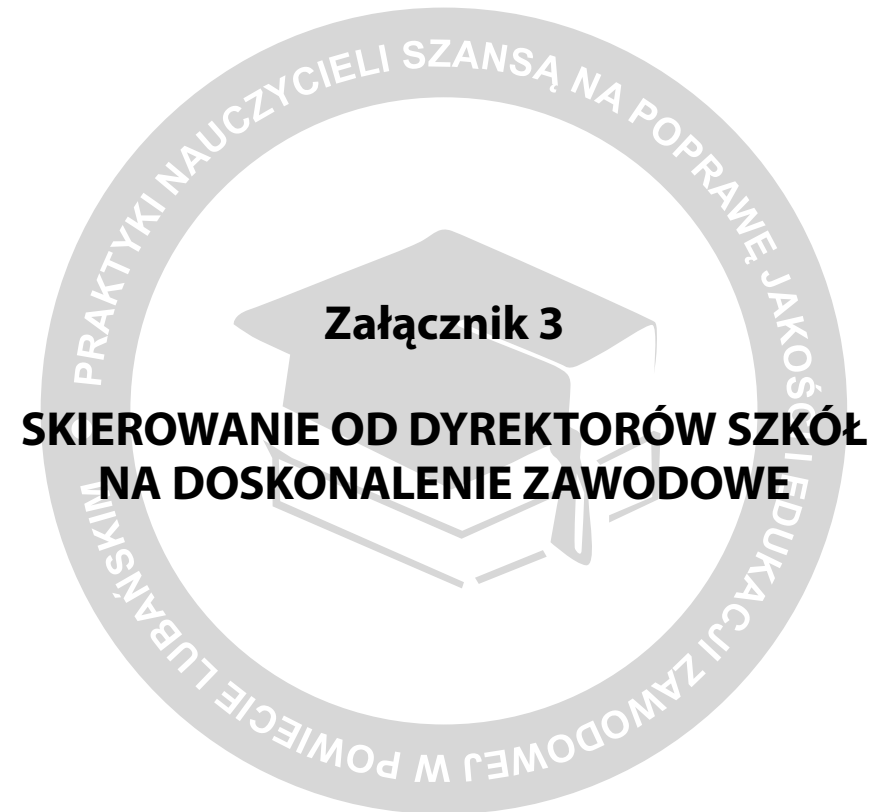 PRAKTYKI NAUCZYCIELI SZANSĄ NA POPRAWĘ JAKOŚCI EDUKACJI ZAWODOWEJ W POWIECIE LUBAŃSKIM
Załącznik 3
SKIEROWANIE OD DYREKTORÓW SZKÓŁ
NA DOSKONALENIE ZAWODOWE